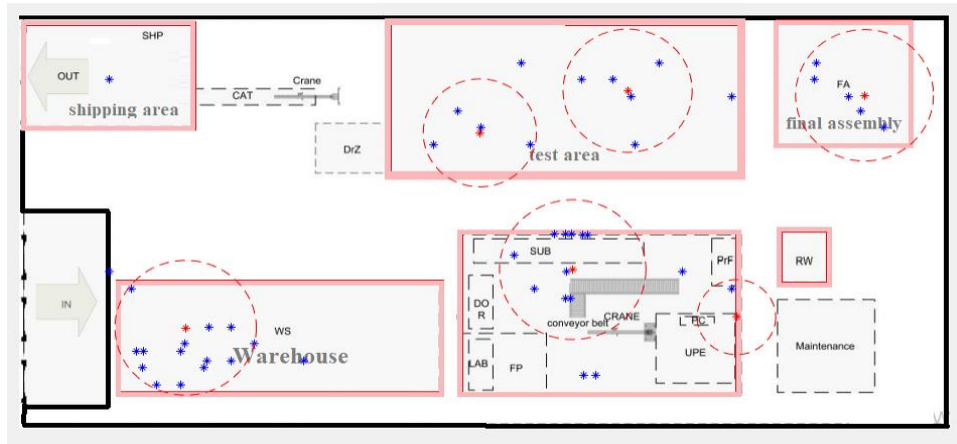 SHP
OUT
shipping area
Crane
CAT
DrZ
test area
FA
final assembly
SUB
PrF
RW
IN
DO
R
conveyor belt
CRANE
WS
Warehouse
LAB
FP
UPE
Maintenance